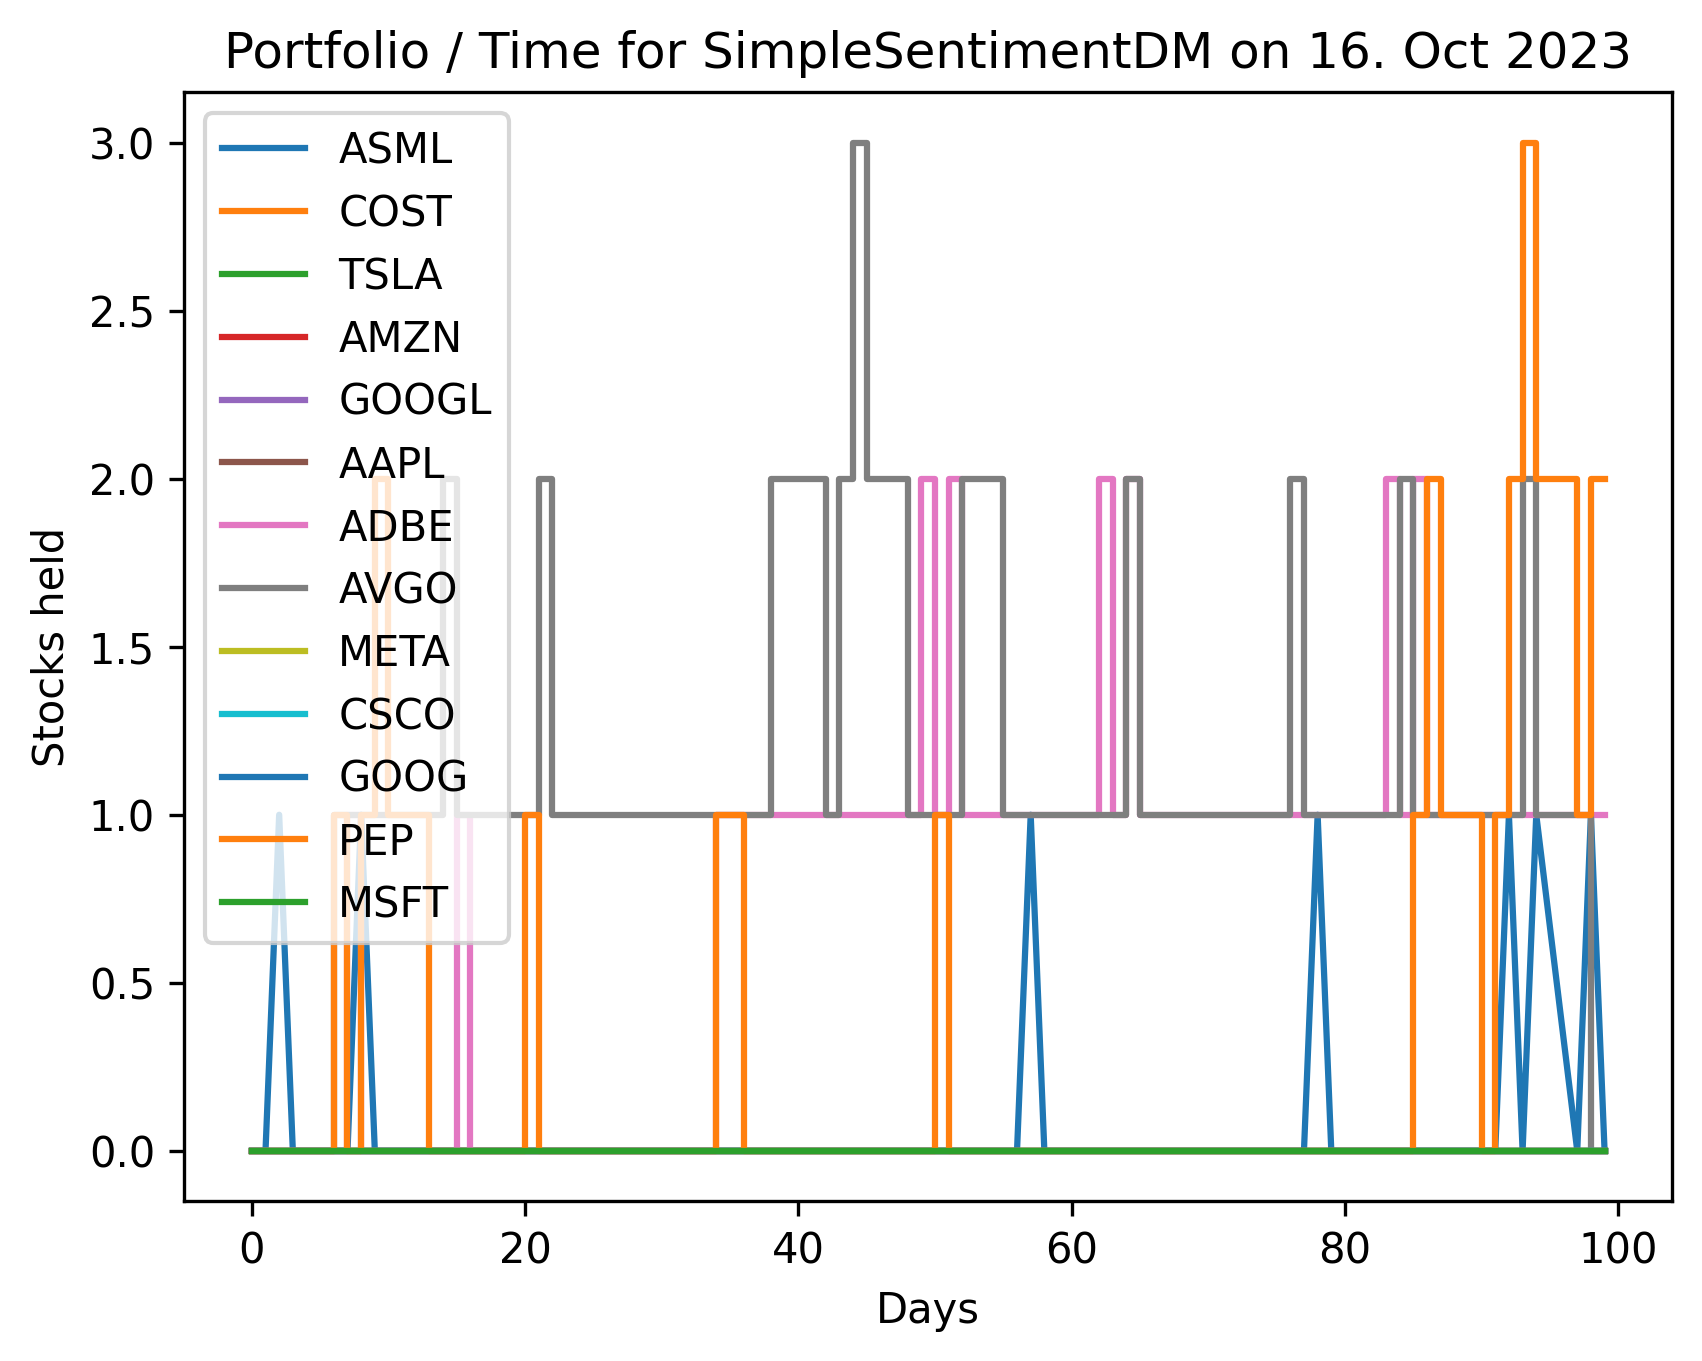 Portfolio / Time for SimpleSentimentDM on 16. Oct 2023
3.0
2.5
2.0
1.5
1.0
0.5
0.0
Stocks held
ASML
COST
TSLA
AMZN
GOOGL
AAPL
ADBE
AVGO
META
CSCO
GOOG
PEP
MSFT
0 20 40 60 80 100
Days